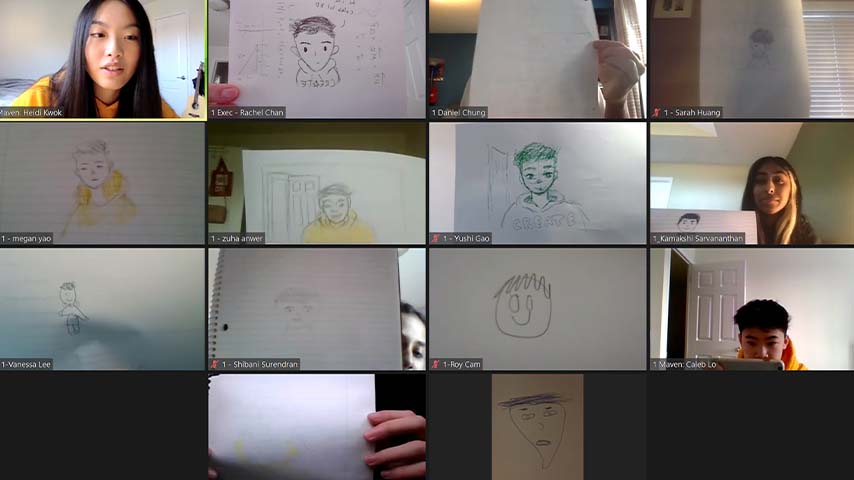 Maven: Heidi Kwok
1 Exec - Rachel Chan
CREATE
1 Daniel Chung
1 - Sarah Huang
1 - megan yao
1 - zuha anwer
1 - Yushi Gao
CREATE
1_Kamakshi Sarvananthan
1-Vanessa Lee
1 - Shibani Surendran
1-Roy Cam
1 Maven: Caleb Lo